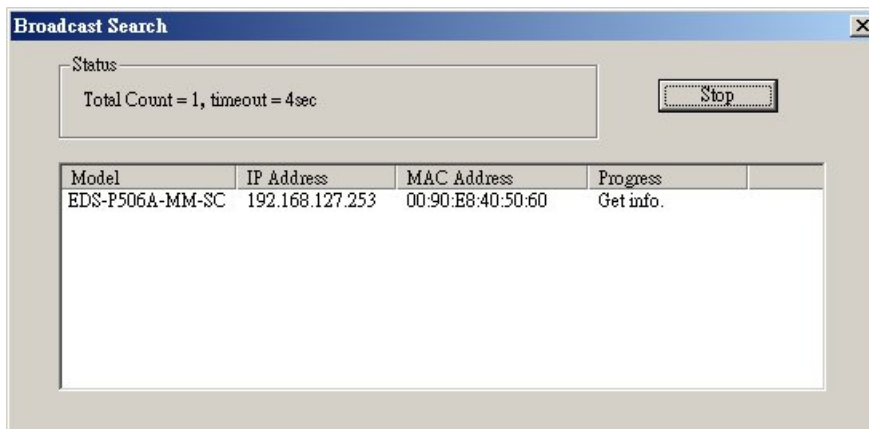 Broadcast Search
Status
Total Count = 1, timeout = 4sec
Stop
Model IP Address MAC Address Progress
EDS-P506A-MM-SC 192.168.127.253 00:90:E8:40:50:60 Get info.